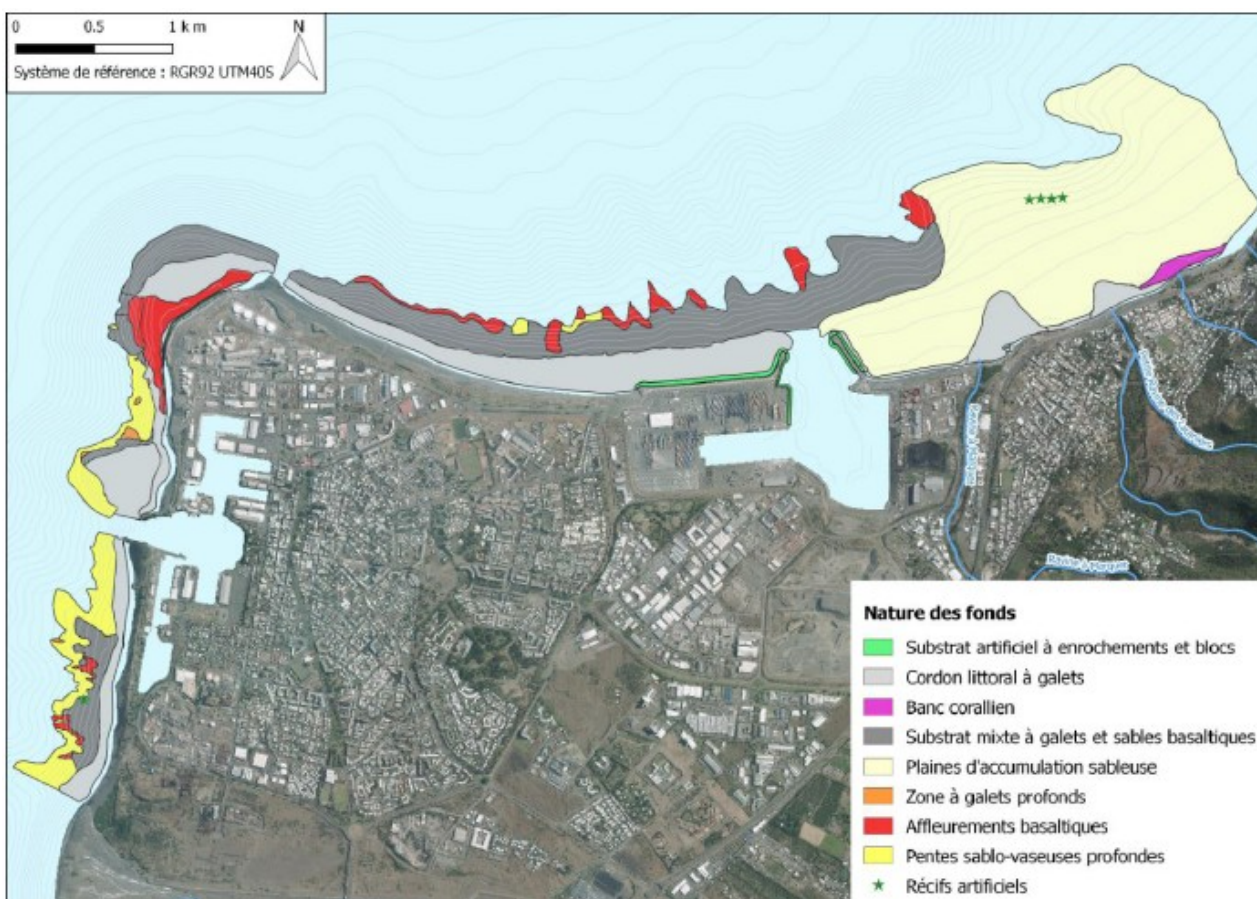 0 0.5 1 km
N
Système de référence : RGR92 UTM40S
Ravine à Marquet
Nature des fonds
Substrat artificiel à enrochements et blocs
Cordon littoral à galets
Banc corallien
Substrat mixte à galets et sables basaltiques
Plaines d'accumulation sableuse
Zone à galets profonds
Affleurements basaltiques
Pentes sablo-vaseuses profondes
Récifs artificiels